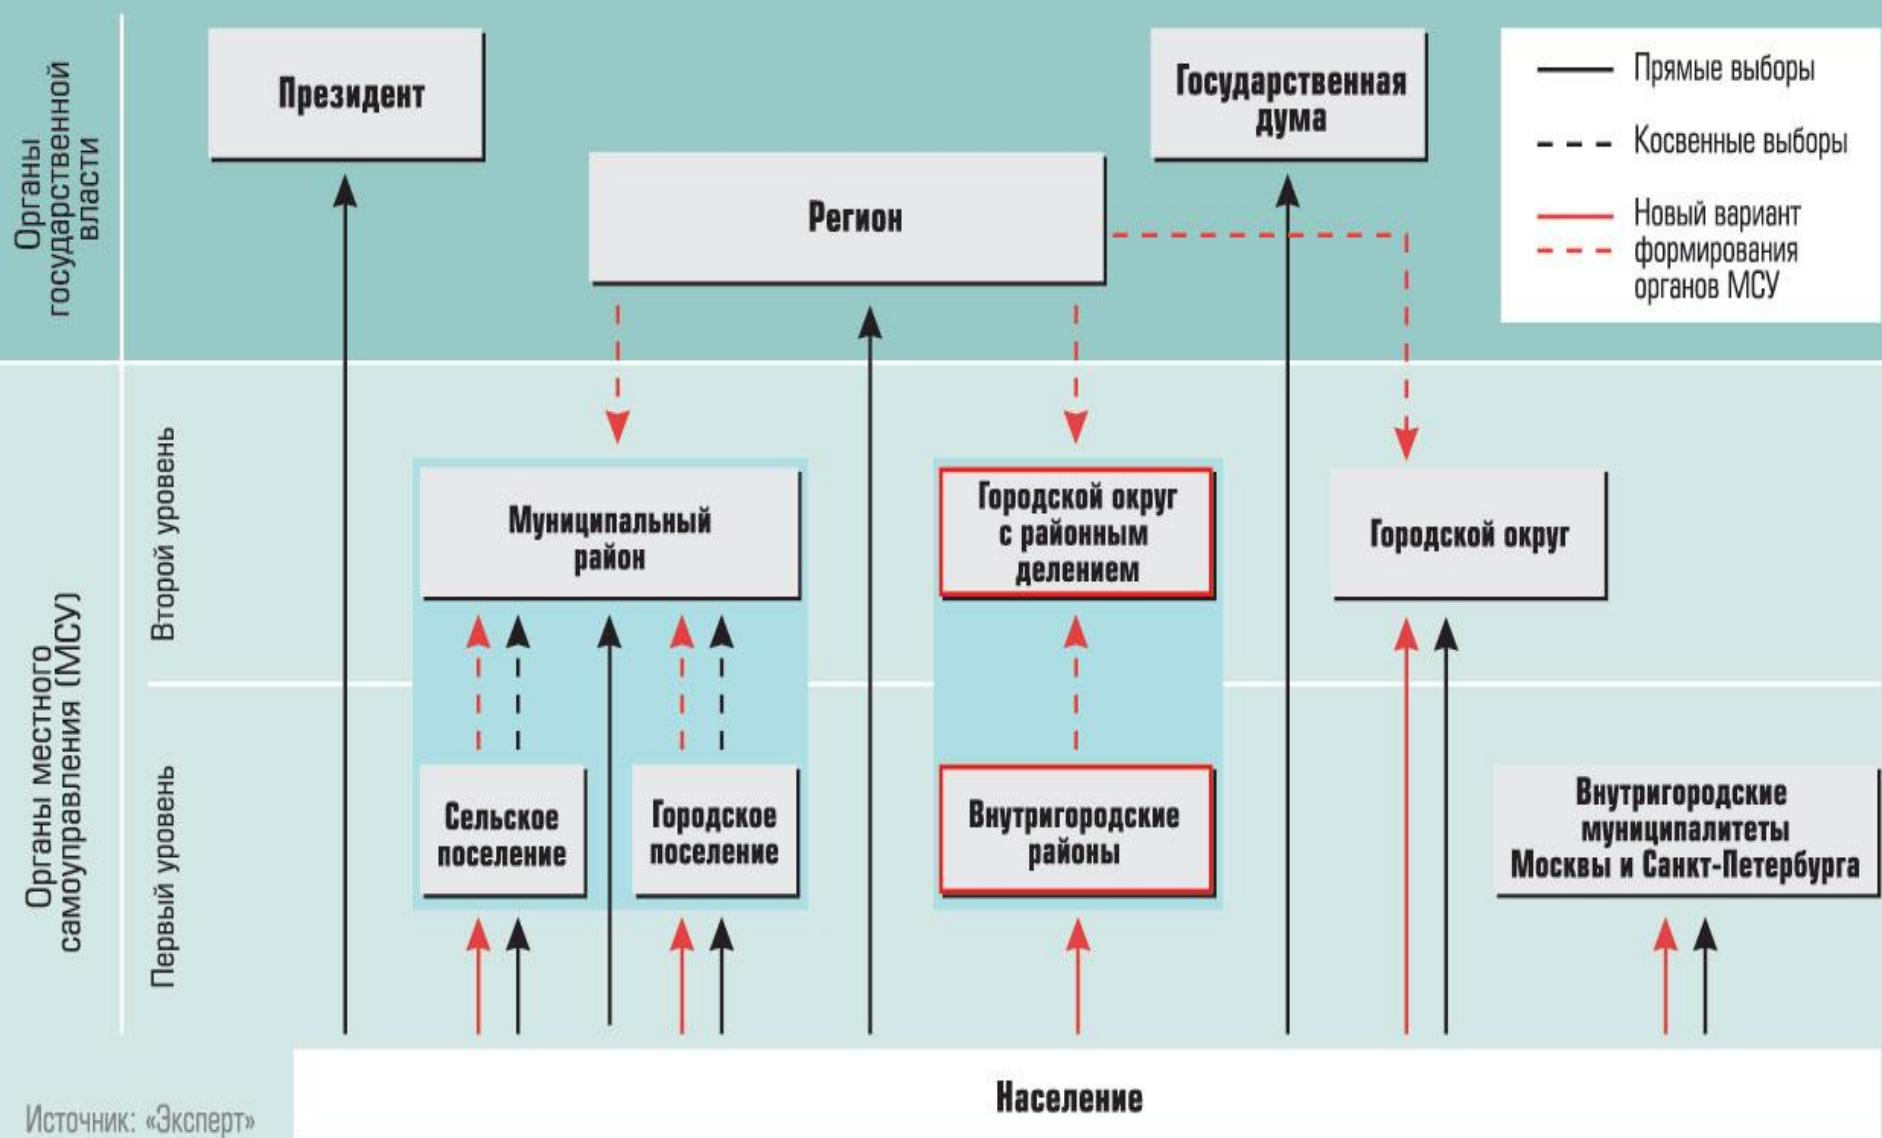 Органы
государственной
власти
Президент
Регион
Государственная
дума
Прямые выборы
Косвенные выборы
Новый вариант
формирования
органов МСУ
Органы местного
самоуправления (МСУ)
Второй уровень
Муниципальный
район
Городской округ
с районным
делением
Городской округ
Первый уровень
Сельское
поселение
Городское
поселение
Внутригородские
районы
Внутригородские
муниципалитеты
Москвы и Санкт-Петербурга
Население
Источник: «Эксперт»